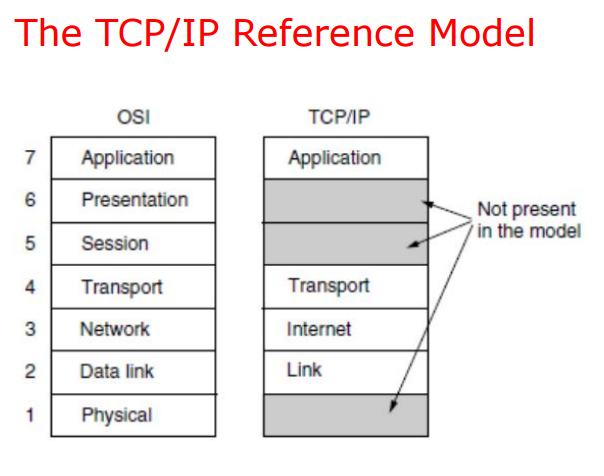 The TCP/IP Reference Model
OSI TCP/IP
7 Application Application
6 Presentation
Not present
in the model
5 Session
4 Transport Transport
3 Network Internet
2 Data link Link
1 Physical